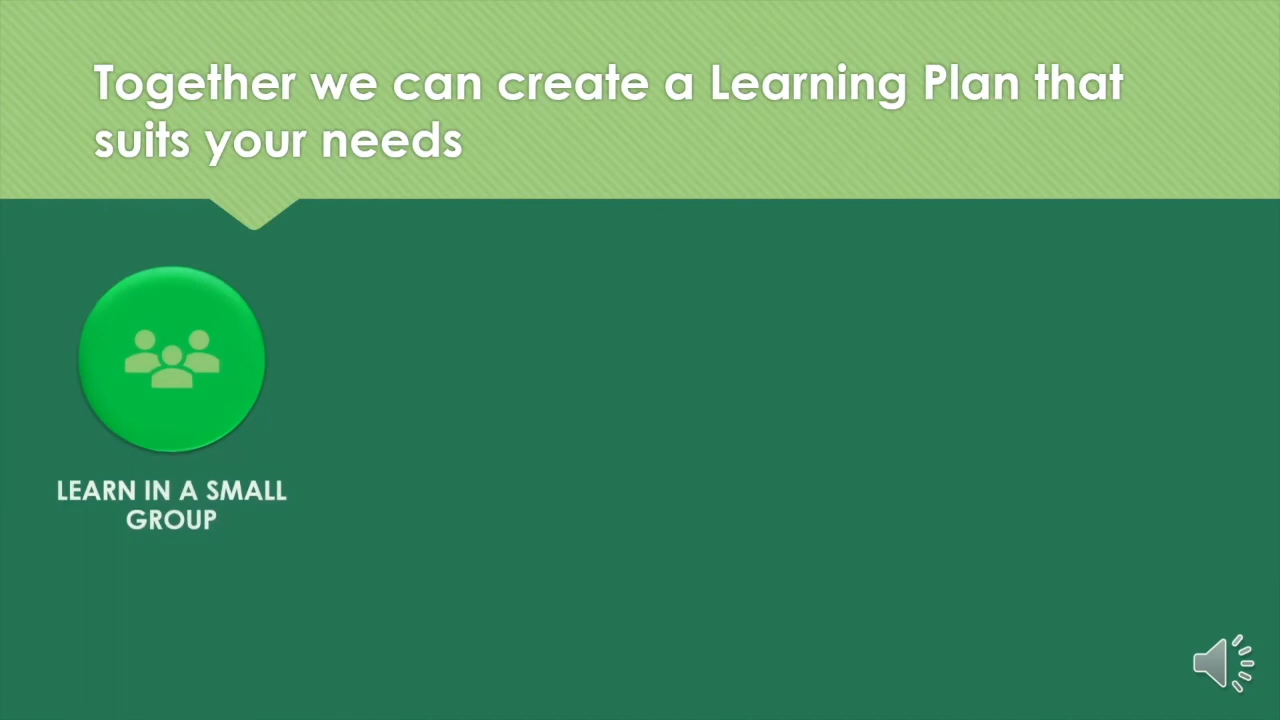 Together we can create a Learning Plan that
suits your needs
LEARN IN A SMALL
GROUP